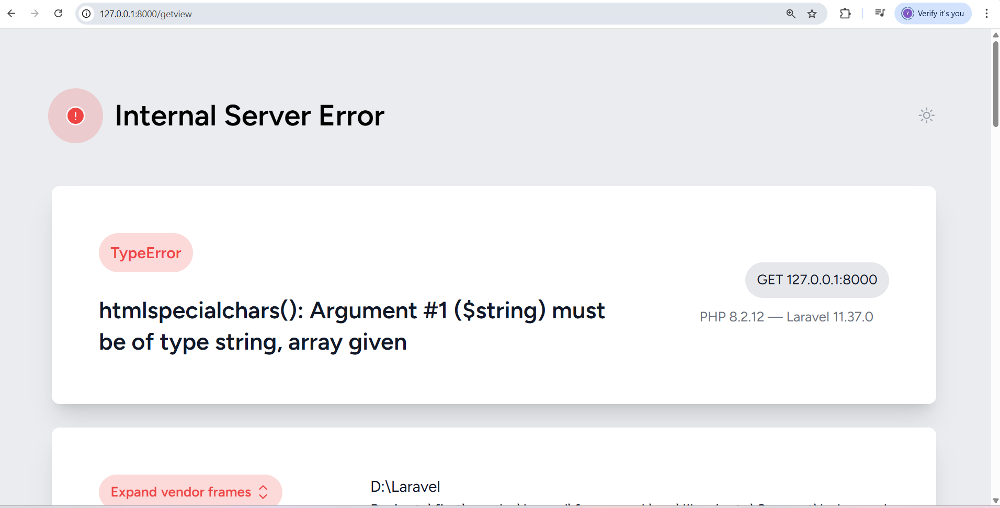 127.0.0.1:8000/getview
y Verify it's you
Internal Server Error
TypeError
GET 127.0.0.1:8000
htmlspecialchars(): Argument #1 ($string) must
be of type string, array given
PHP 8.2.12 — Laravel 11.37.0
Expand vendor frames
D:\Laravel